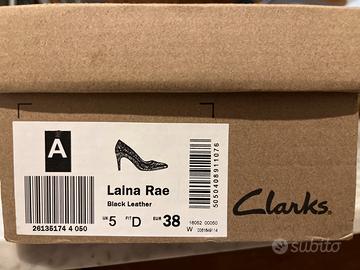 A
Laina Rae
Black Leather
UK 5 FIT D EUR 38
26135174 4 050
5050408911076
Clarks.
subito